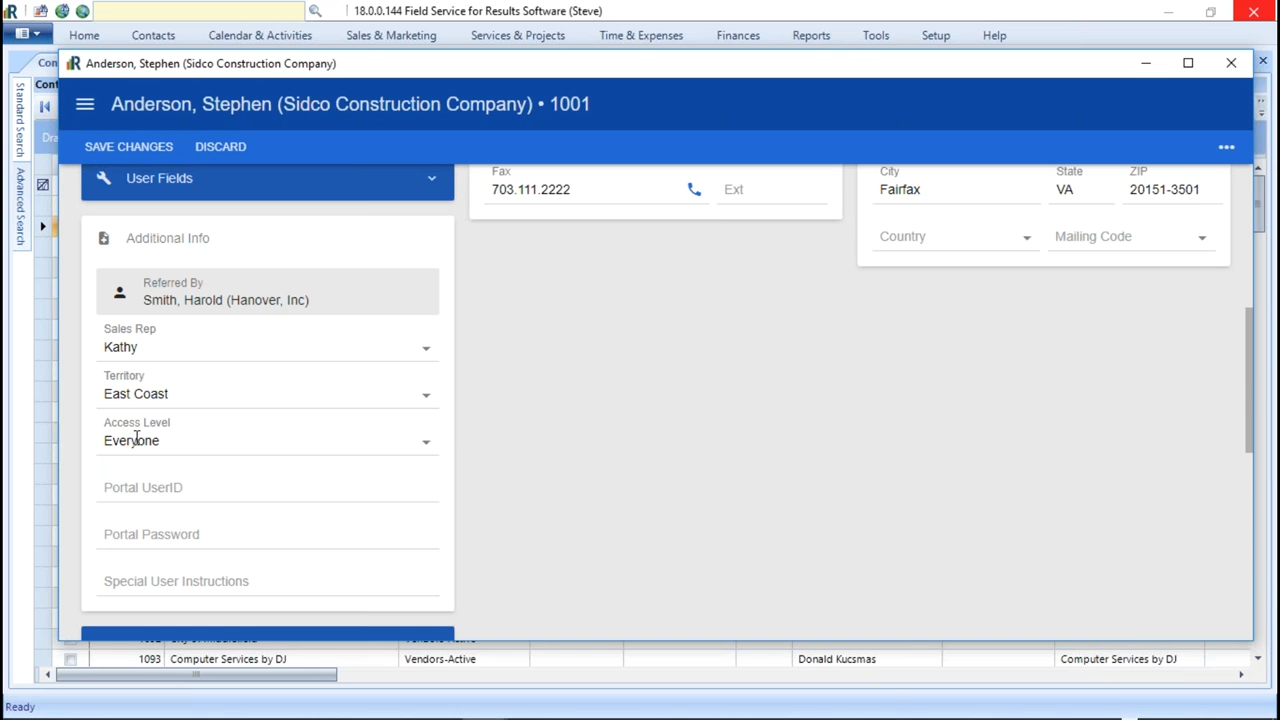 18.0.0.144 Field Service for Results Software (Steve)
Home Contacts Calendar & Activities Sales & Marketing Services & Projects Time & Expenses Finances Reports Tools Setup Help
Anderson, Stephen (Sidco Construction Company)
Anderson, Stephen (Sidco Construction Company) • 1001
SAVE CHANGES DISCARD
Standard Search
Advanced Search
User Fields
Additional Info
Referred By
Smith, Harold (Hanover, Inc)
Sales Rep
Kathy
Territory
East Coast
Access Level
Everyone
Portal UserID
Portal Password
Special User Instructions
Fax
703.111.2222 Ext
City State ZIP
Fairfax VA 20151-3501
Country Mailing Code
1093 Computer Services by DJ Vendors-Active Donald Kucsmas Computer Services by DJ
Ready